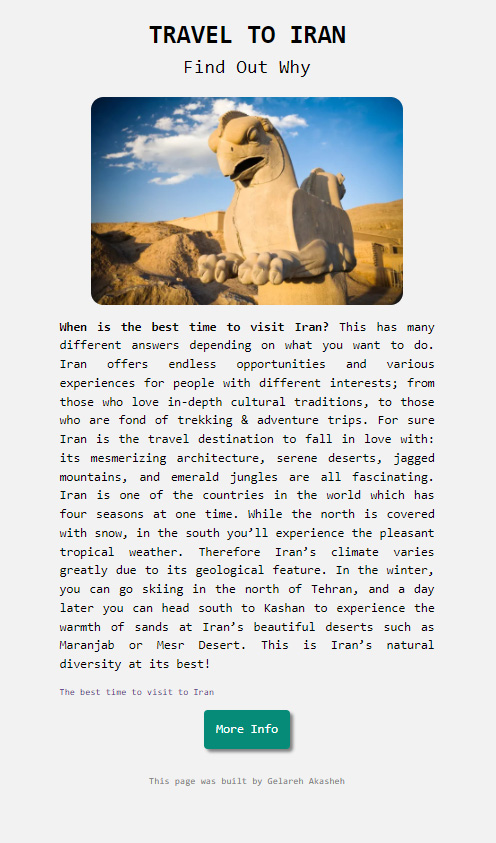 TRAVEL TO IRAN
Find Out Why
When is the best time to visit Iran? This has many
different answers depending on what you want to do.
Iran offers endless opportunities and various
experiences for people with different interests; from
those who love in-depth cultural traditions, to those
who are fond of trekking & adventure trips. For sure
Iran is the travel destination to fall in love with:
its mesmerizing architecture, serene deserts, jagged
mountains, and emerald jungles are all fascinating.
Iran is one of the countries in the world which has
four seasons at one time. While the north is covered
with snow, in the south you’ll experience the pleasant
tropical weather. Therefore Iran’s climate varies
greatly due to its geological feature. In the winter,
you can go skiing in the north of Tehran, and a day
later you can head south to Kashan to experience the
warmth of sands at Iran’s beautiful deserts such as
Maranjab or Mesr Desert. This is Iran’s natural
diversity at its best!
The best time to visit to Iran
More Info
This page was built by Gelareh Akasheh